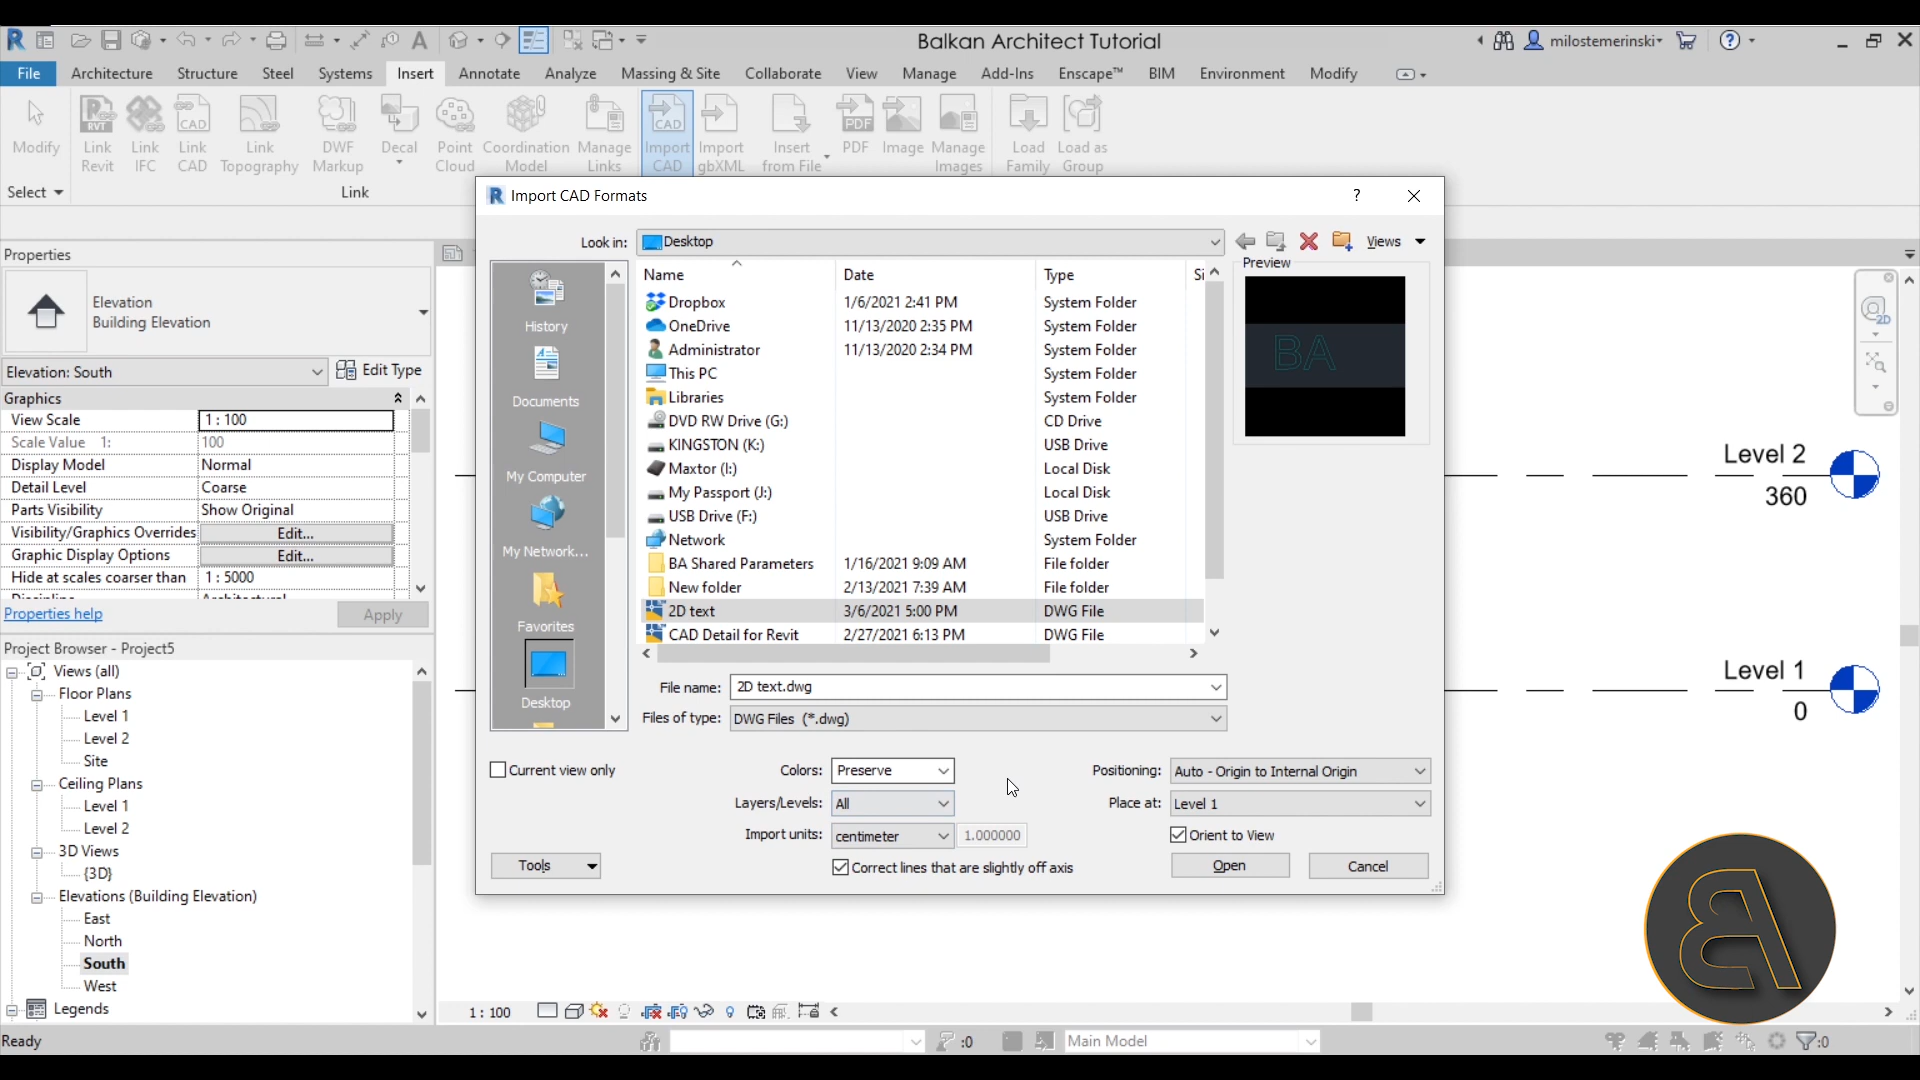 Balkan Architect Tutorial
milostemerinski
File Architecture Structure Steel Systems Insert Annotate Analyze Massing & Site Collaborate View Manage Add-Ins Enscape™ BIM Environment Modify
Modify
Link Revit
Link IFC
Link CAD
Link Topography
DWF Markup
Decal
Point Cloud
Coordination Model
Manage Links
Import CAD
Import gbXML
Insert from File
PDF
Image
Manage Images
Load Family
Load as Group
Select
Link
Properties
Elevation
Building Elevation
Elevation: South
Edit Type
Graphics
View Scale 1 : 100
Scale Value 1: 100
Display Model Normal
Detail Level Coarse
Parts Visibility Show Original
Visibility/Graphics Overrides Edit...
Graphic Display Options Edit...
Hide at scales coarser than 1 : 5000
Discipline Architectural
Properties help
Apply
Project Browser - Project5
Views (all)
Floor Plans
Level 1
Level 2
Site
Ceiling Plans
Level 1
Level 2
3D Views
{3D}
Elevations (Building Elevation)
East
North
South
West
Legends
Import CAD Formats
?
Look in: Desktop
Views
History
Documents
My Computer
My Network...
Favorites
Desktop
Name Date Type Si
Dropbox 1/6/2021 2:41 PM System Folder
OneDrive 11/13/2020 2:35 PM System Folder
Administrator 11/13/2020 2:34 PM System Folder
This PC System Folder
Libraries System Folder
DVD RW Drive (G:) CD Drive
KINGSTON (K:) USB Drive
Maxtor (I:) Local Disk
My Passport (J:) Local Disk
USB Drive (F:) USB Drive
Network System Folder
BA Shared Parameters 1/16/2021 9:09 AM File folder
New folder 2/13/2021 7:39 AM File folder
2D text 3/6/2021 5:00 PM DWG File
CAD Detail for Revit 2/27/2021 6:13 PM DWG File
Preview
BA
File name: 2D text.dwg
Files of type: DWG Files (*.dwg)
Current view only
Colors: Preserve
Layers/Levels: All
Import units: centimeter 1.000000
Correct lines that are slightly off axis
Positioning: Auto - Origin to Internal Origin
Place at: Level 1
Orient to View
Tools
Open
Cancel
2D
Level 2
360
Level 1
0
1 : 100
Ready
:0
Main Model
:0